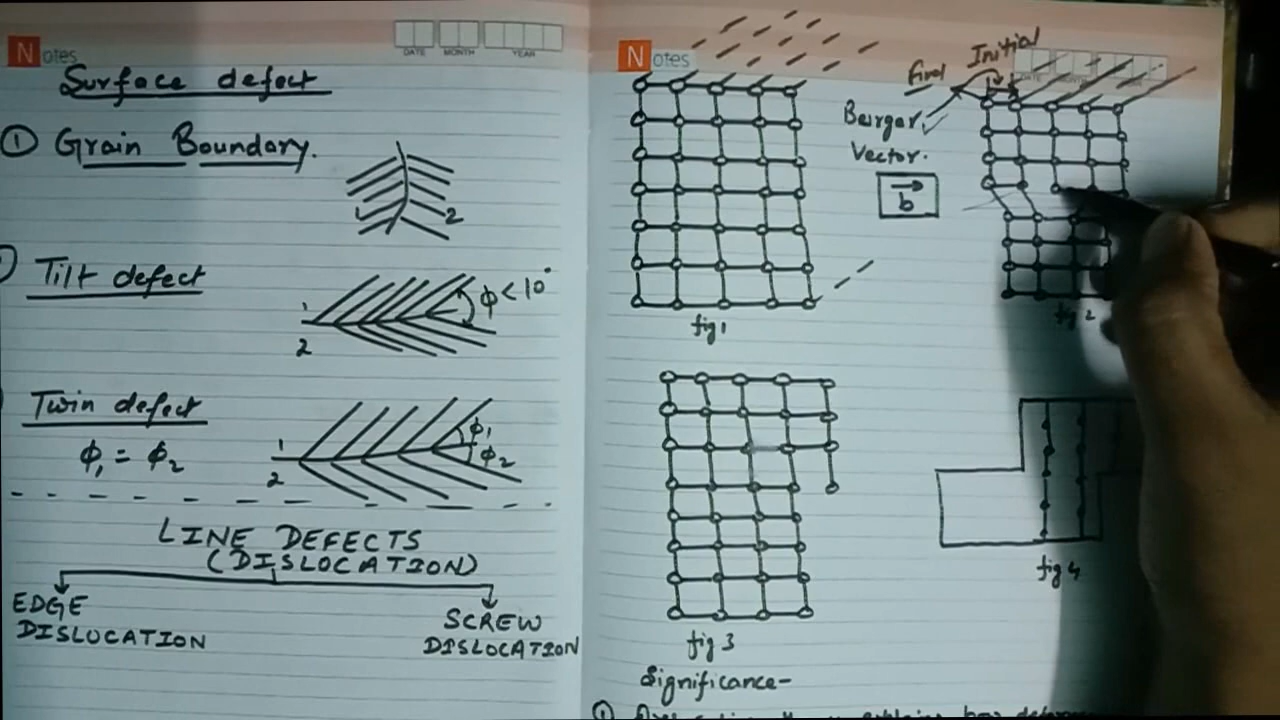 Notes
DATE MONTH YEAR
Surface defect
① Grain Boundary.
1 2
Tilt defect
1
2
ϕ<10°
Twin defect
ϕ1 = ϕ2
1
2
ϕ1
ϕ2
LINE DEFECTS
(DISLOCATION)
EDGE
DISLOCATION
SCREW
DISLOCATION
Notes
fig 1
Final
Initial
Burgar
Vector.
b
fig 2
fig 3
fig 4
Significance-